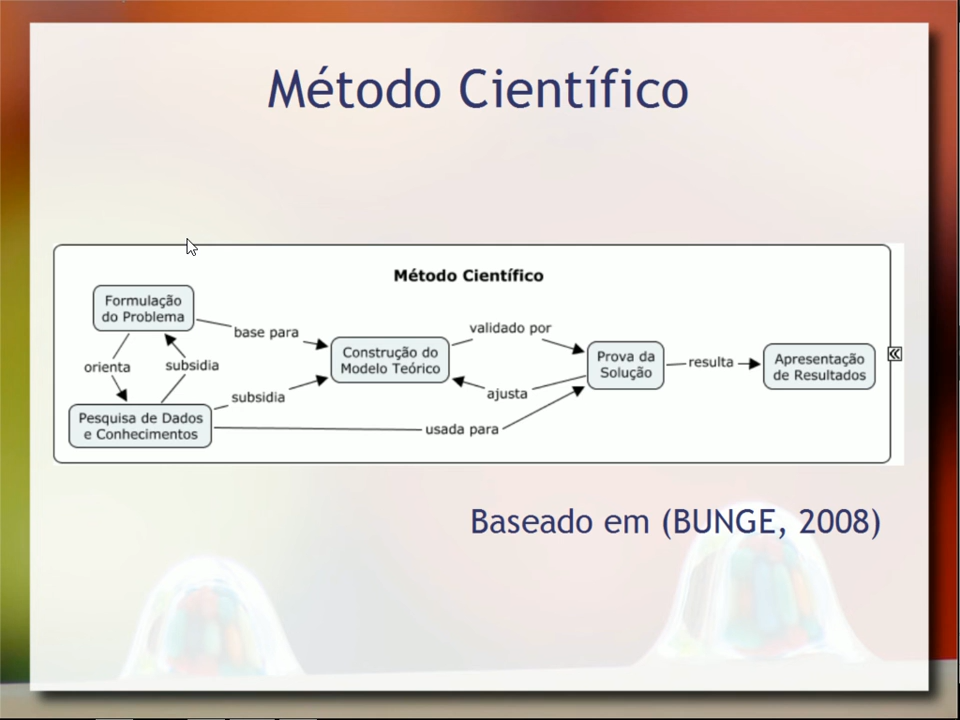 Método Científico
Método Científico
Formulação
do Problema
base para
validado por
Construção do
Modelo Teórico
Prova da
Solução
resulta
Apresentação
de Resultados
orienta
subsidia
subsidia
ajusta
Pesquisa de Dados
e Conhecimentos
usada para
Baseado em (BUNGE, 2008)